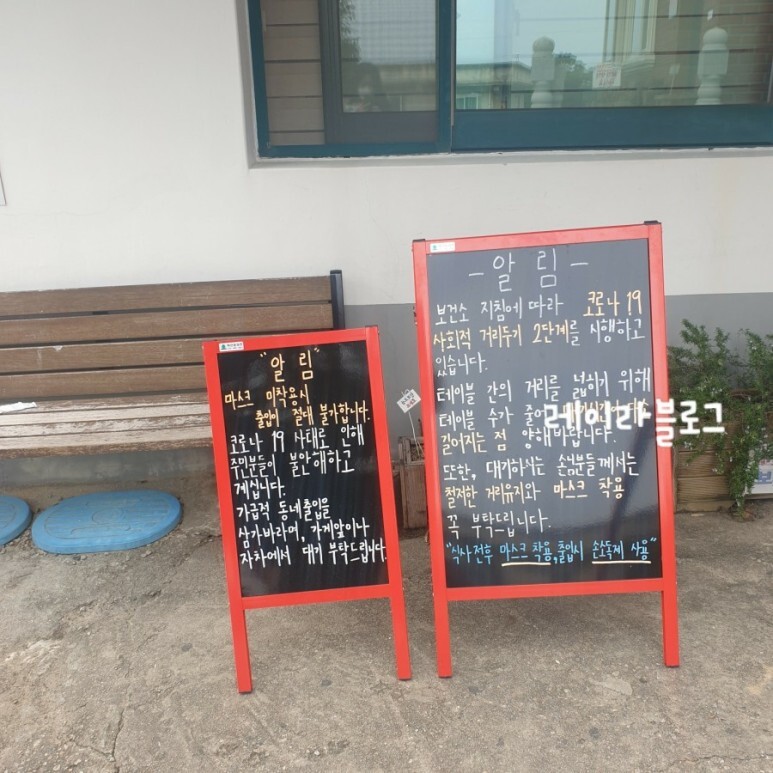 "알 림"
마스크 미착용시
출입이 절대 불가합니다.
코로나 19 사태로 인해
주민분들이 불안해하고
계십니다.
가급적 동네출입을
삼가바라며, 가게앞이나
자차에서 대기 부탁드립니다.
- 알 림 -
보건소 지침에 따라 코로나 19
사회적 거리두기 2단계를 시행하고
있습니다.
테이블 간의 거리를 넓히기 위해
테이블 수가 줄어
레이라블로그
길어지는 점 양해바랍니다.
또한, 대기하시는 손님분들께서는
철저한 거리유지와 마스크 착용
꼭 부탁드립니다.
"식사전후 마스크 착용, 출입시 손소독제 사용"